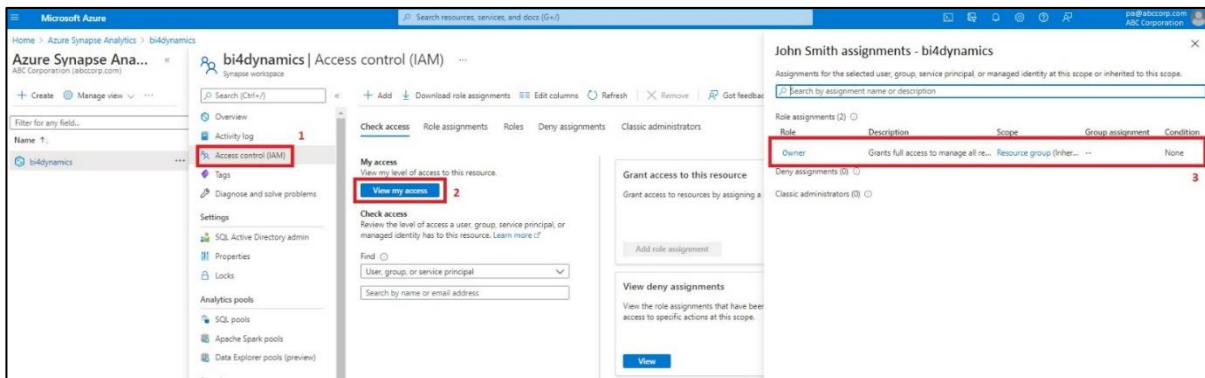 Microsoft Azure
Search resources, services, and docs (G+/)
pa@abccorp.com
ABC Corporation
Home > Azure Synapse Analytics > bi4dynamics
Azure Synapse Ana...
ABC Corporation (abccorp.com)
+ Create
Manage view
Filter for any field...
Name ↑
bi4dynamics
bi4dynamics | Access control (IAM)
Synapse workspace
Search (Ctrl+/)
Overview
Activity log
1
Access control (IAM)
Tags
Diagnose and solve problems
Settings
SQL Active Directory admin
Properties
Locks
Analytics pools
SQL pools
Apache Spark pools
Data Explorer pools (preview)
+ Add
Download role assignments
Edit columns
Refresh
Remove
Got feedbac
Check access
Role assignments
Roles
Deny assignments
Classic administrators
My access
View my level of access to this resource.
View my access
2
Check access
Review the level of access a user, group, service principal, or
managed identity has to this resource. Learn more
Find
User, group, or service principal
Search by name or email address
Grant access to this resource
Grant access to resources by assigning a
Add role assignment
View deny assignments
View the role assignments that have beer
access to specific actions at this scope.
View
John Smith assignments - bi4dynamics
Assignments for the selected user, group, service principal, or managed identity at this scope or inherited to this scope.
Search by assignment name or description
Role assignments (2)
Role Description Scope Group assignment Condition
Owner Grants full access to manage all re... Resource group (Inher... -- None
3
Deny assignments (0)
Classic administrators (0)